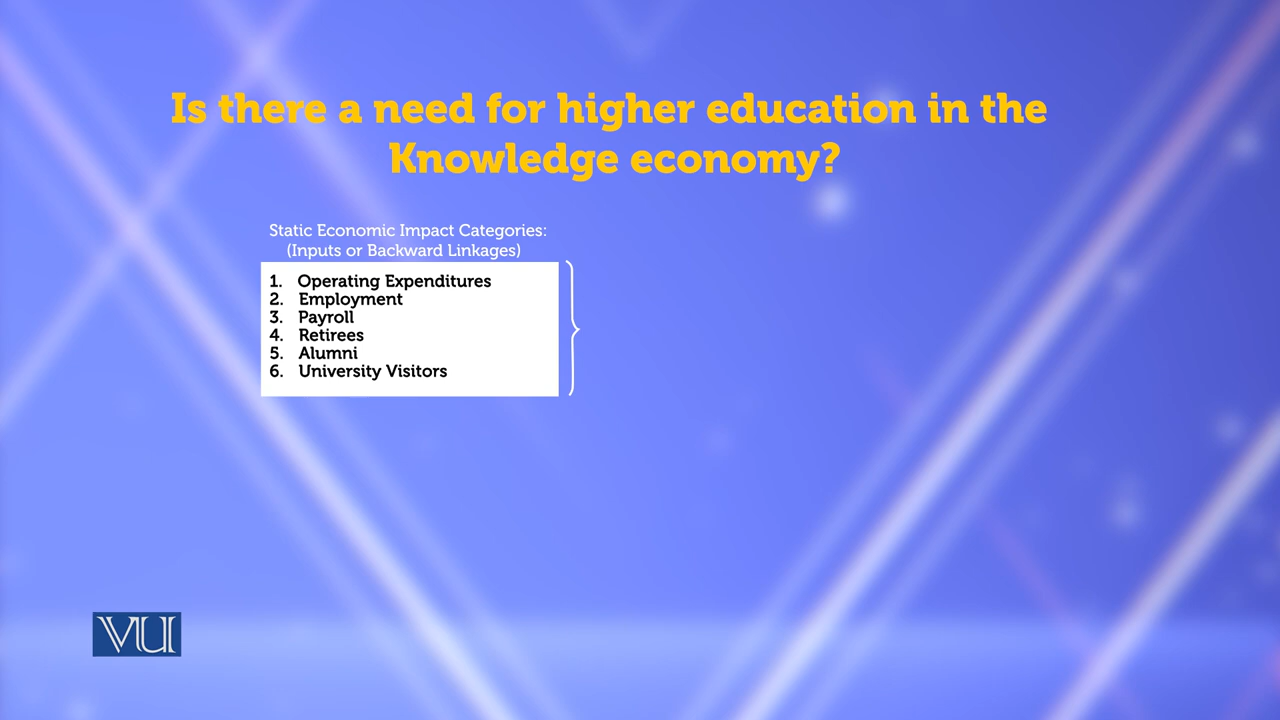 Is there a need for higher education in the
Knowledge economy?
Static Economic Impact Categories:
(Inputs or Backward Linkages)
1. Operating Expenditures
2. Employment
3. Payroll
4. Retirees
5. Alumni
6. University Visitors
VU